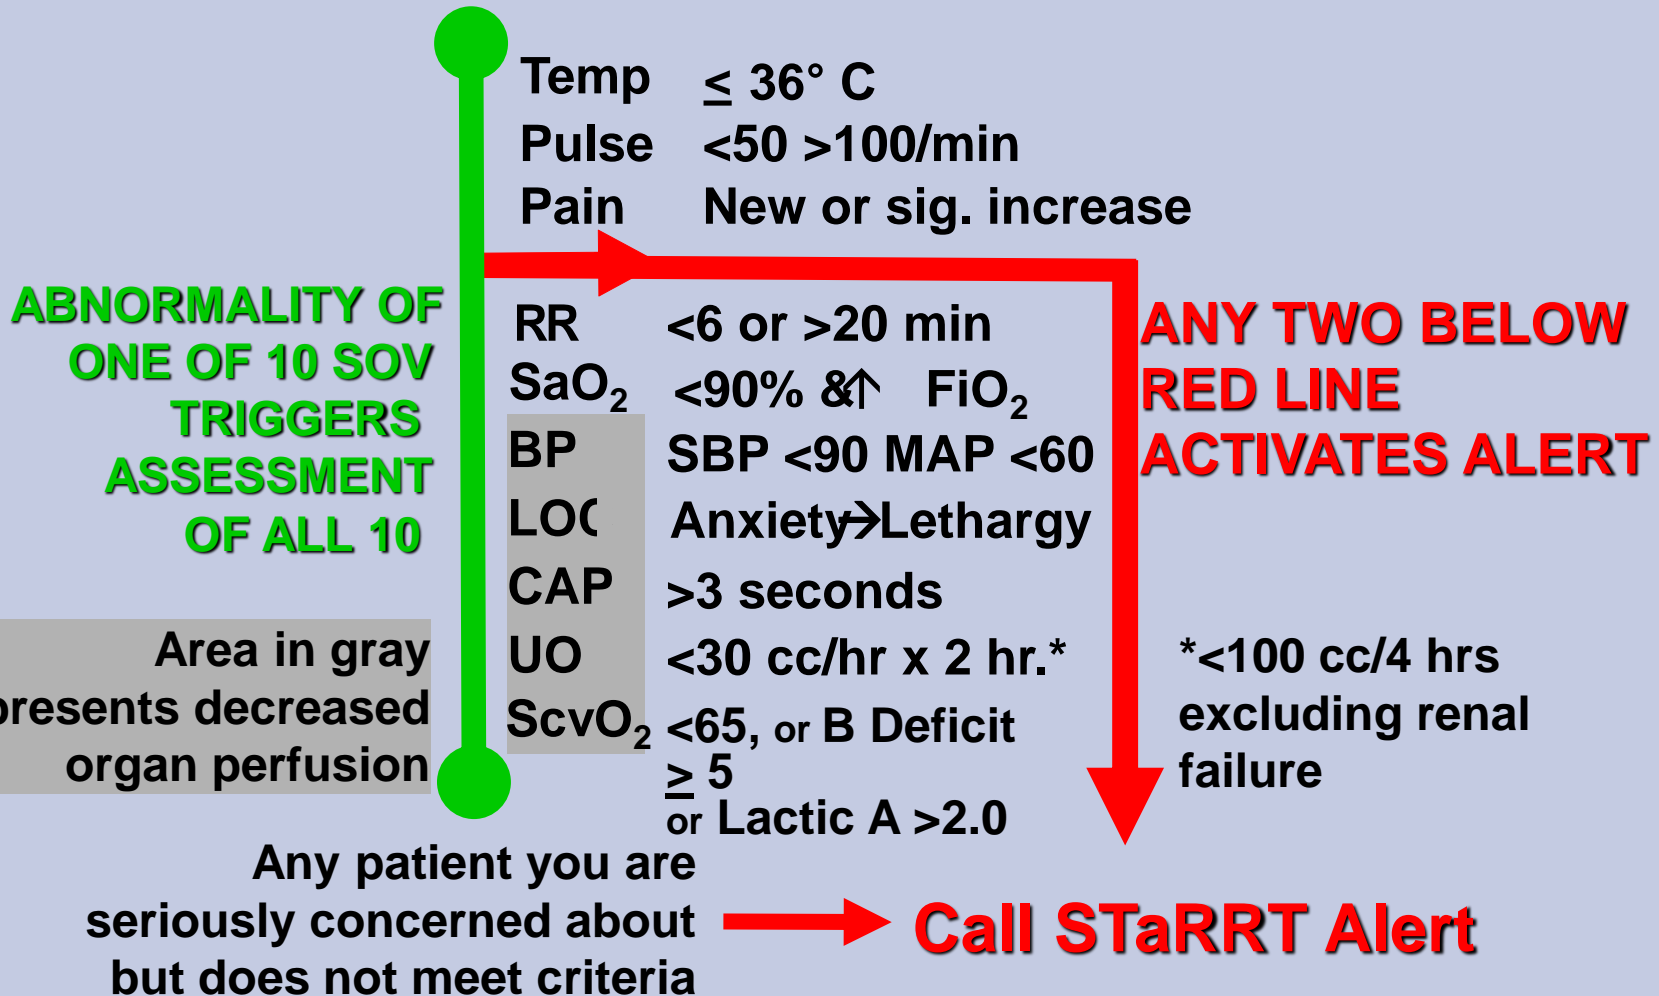 Temp ≤ 36° C
Pulse <50 >100/min
Pain New or sig. increase
ABNORMALITY OF
ONE OF 10 SOV
TRIGGERS
ASSESSMENT
OF ALL 10
RR <6 or >20 min
SaO₂ <90% &↑ FiO₂
BP SBP <90 MAP <60
LOC Anxiety→Lethargy
CAP >3 seconds
UO <30 cc/hr x 2 hr.*
ScvO₂ <65, or B Deficit
≥ 5
or Lactic A >2.0
ANY TWO BELOW
RED LINE
ACTIVATES ALERT
Area in gray
presents decreased
organ perfusion
*<100 cc/4 hrs
excluding renal
failure
Any patient you are
seriously concerned about
but does not meet criteria
Call STaRRT Alert